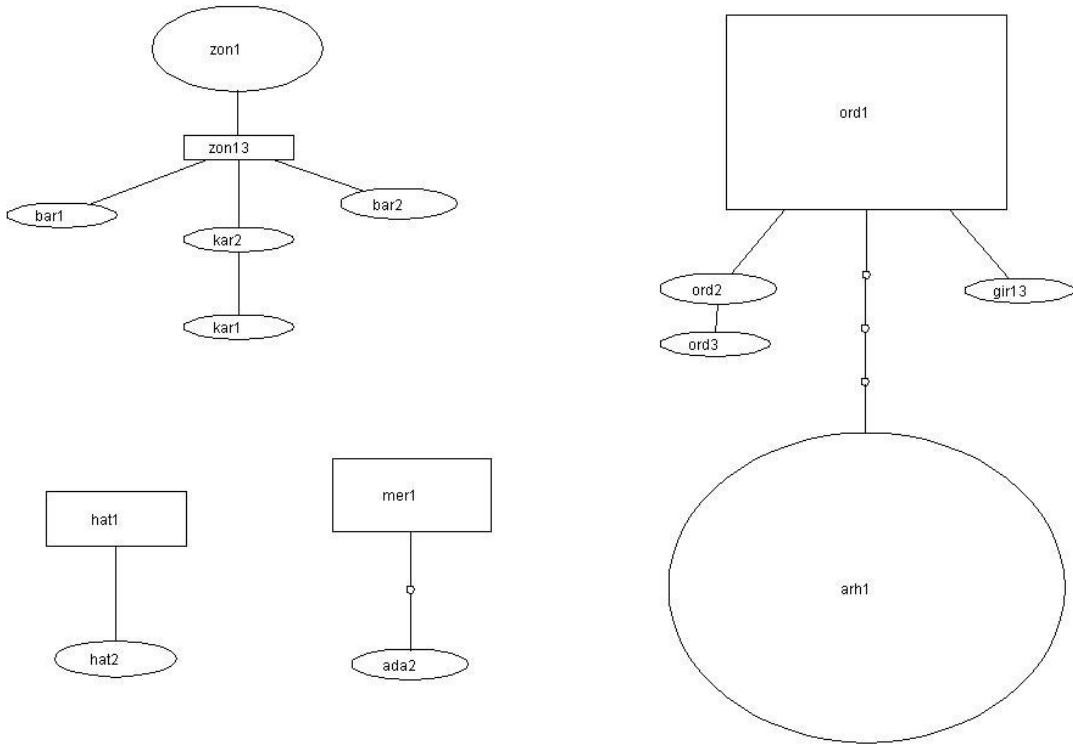 zon1
zon13
bar1
bar2
kar2
kar1
ord1
ord2
gir13
ord3
hat1
mer1
hat2
ada2
arh1